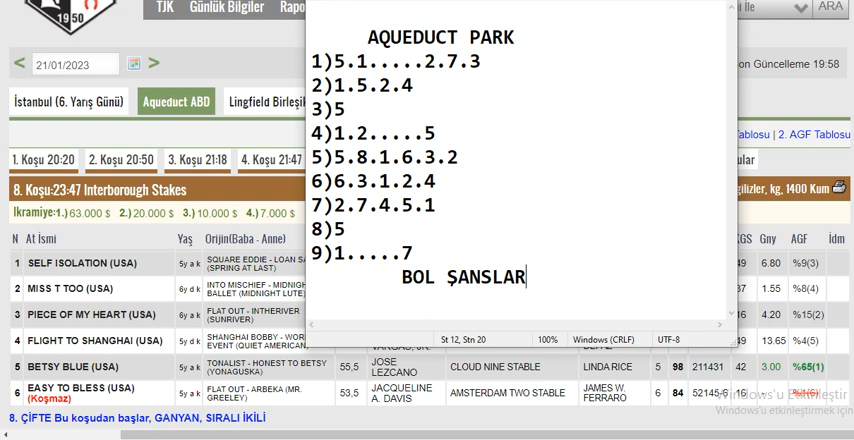 1950
TJK Günlük Bilgiler Rapo
ı İle
ARA
< 21/01/2023 >
on Güncelleme 19:58
İstanbul (6. Yarış Günü) Aqueduct ABD Lingfield Birleşik
Tablosu | 2. AGF Tablosu
1. Koşu 20:20 2. Koşu 20:50 3. Koşu 21:18 4. Koşu 21:47
ular
8. Koşu:23:47 Interborough Stakes
gilizler, kg, 1400 Kum
İkramiye:1.) 63.000 $ 2.) 20.000 $ 3.) 10.000 $ 4.) 7.000 $
N At İsmi Yaş Orijin(Baba - Anne) KGS Gny AGF İdm
1 SELF ISOLATION (USA) 5y a k SQUARE EDDIE - LOAN SA
(SPRING AT LAST) 49 6.80 %9(3)
2 MISS T TOO (USA) 6y d k INTO MISCHIEF - MIDNIGH
BALLET (MIDNIGHT LUTE) 37 1.55 %8(4)
3 PIECE OF MY HEART (USA) 6y a k FLAT OUT - INTHERIVER
(SUNRIVER) 16 4.20 %15(2)
4 FLIGHT TO SHANGHAI (USA) 5y d k SHANGHAI BOBBY - WOR
EVENT (QUIET AMERICAN) VARGAS, JR. 49 13.65 %4(5)
5 BETSY BLUE (USA) 5y a k TONALIST - HONEST TO BETSY
(YONAGUSKA) 55,5 JOSE
LEZCANO CLOUD NINE STABLE LINDA RICE 5 98 211431 42 3.00 %65(1)
6 EASY TO BLESS (USA)
(Koşmaz) 6y a k FLAT OUT - ARBEKA (MR.
GREELEY) 53,5 JACQUELINE
A. DAVIS AMSTERDAM TWO STABLE JAMES W.
FERRARO 6 84 52145/6 16 - %1(6)
8. ÇİFTE Bu koşudan başlar, GANYAN, SIRALI İKİLİ
AQUEDUCT PARK
1)5.1.....2.7.3
2)1.5.2.4
3)5
4)1.2.....5
5)5.8.1.6.3.2
6)6.3.1.2.4
7)2.7.4.5.1
8)5
9)1.....7
BOL ŞANSLAR
St 12, Stn 20 100% Windows (CRLF) UTF-8
Windows'u Etkinleştir
Windows'u etkinleştirmek için